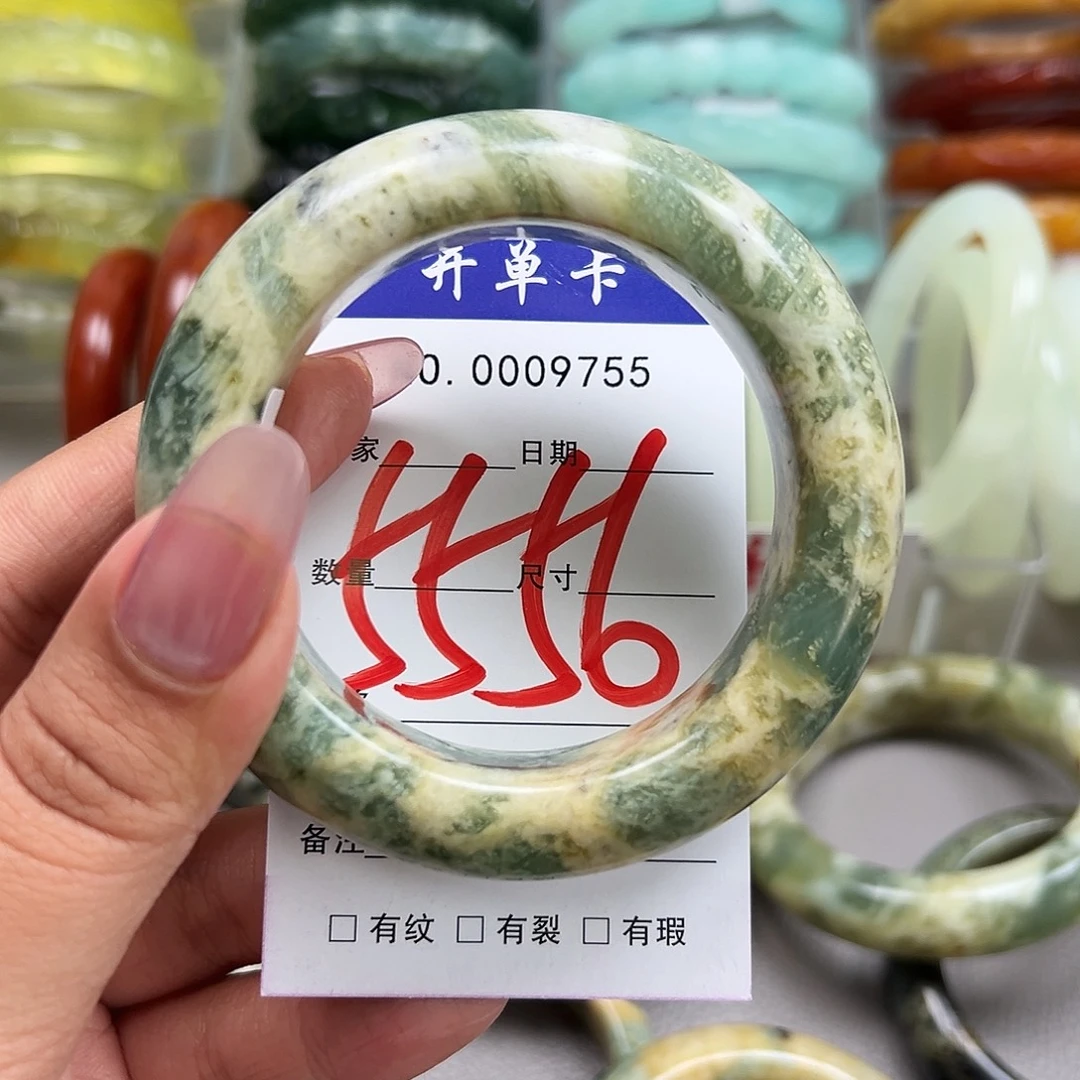 开单卡
0.0009755
家 日期
5556
数量 尺寸
备注
□ 有纹 □ 有裂 □ 有瑕